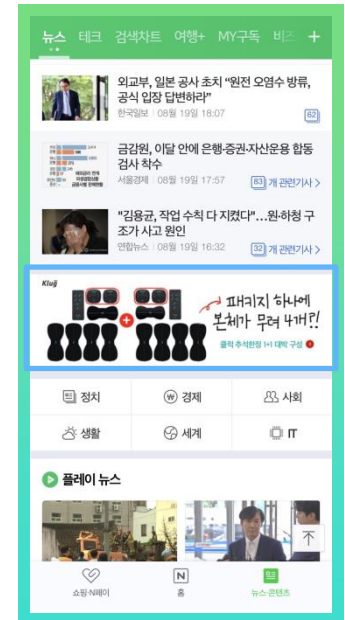 뉴스 테크 검색차트 여행+ MY구독 비즈 +
외교부, 일본 공사 초치 "원전 오염수 방류,
공식 입장 답변하라"
한국일보 08월 19일 18:07
62
금감원, 이달 안에 은행·증권·자산운용 합동
검사 착수
서울경제 08월 19일 17:57
83 개 관련기사 >
"김용균, 작업 수칙 다 지켰다"…원·하청 구
조가 사고 원인
연합뉴스 08월 19일 16:32
32 개 관련기사 >
Klug
패키지 하나에
본체가 무려 4개?!
클럭 추석한정 1+1 대박 구성
정치
경제
사회
생활
세계
IT
플레이 뉴스
쇼핑·N페이
N
홈
뉴스·콘텐츠